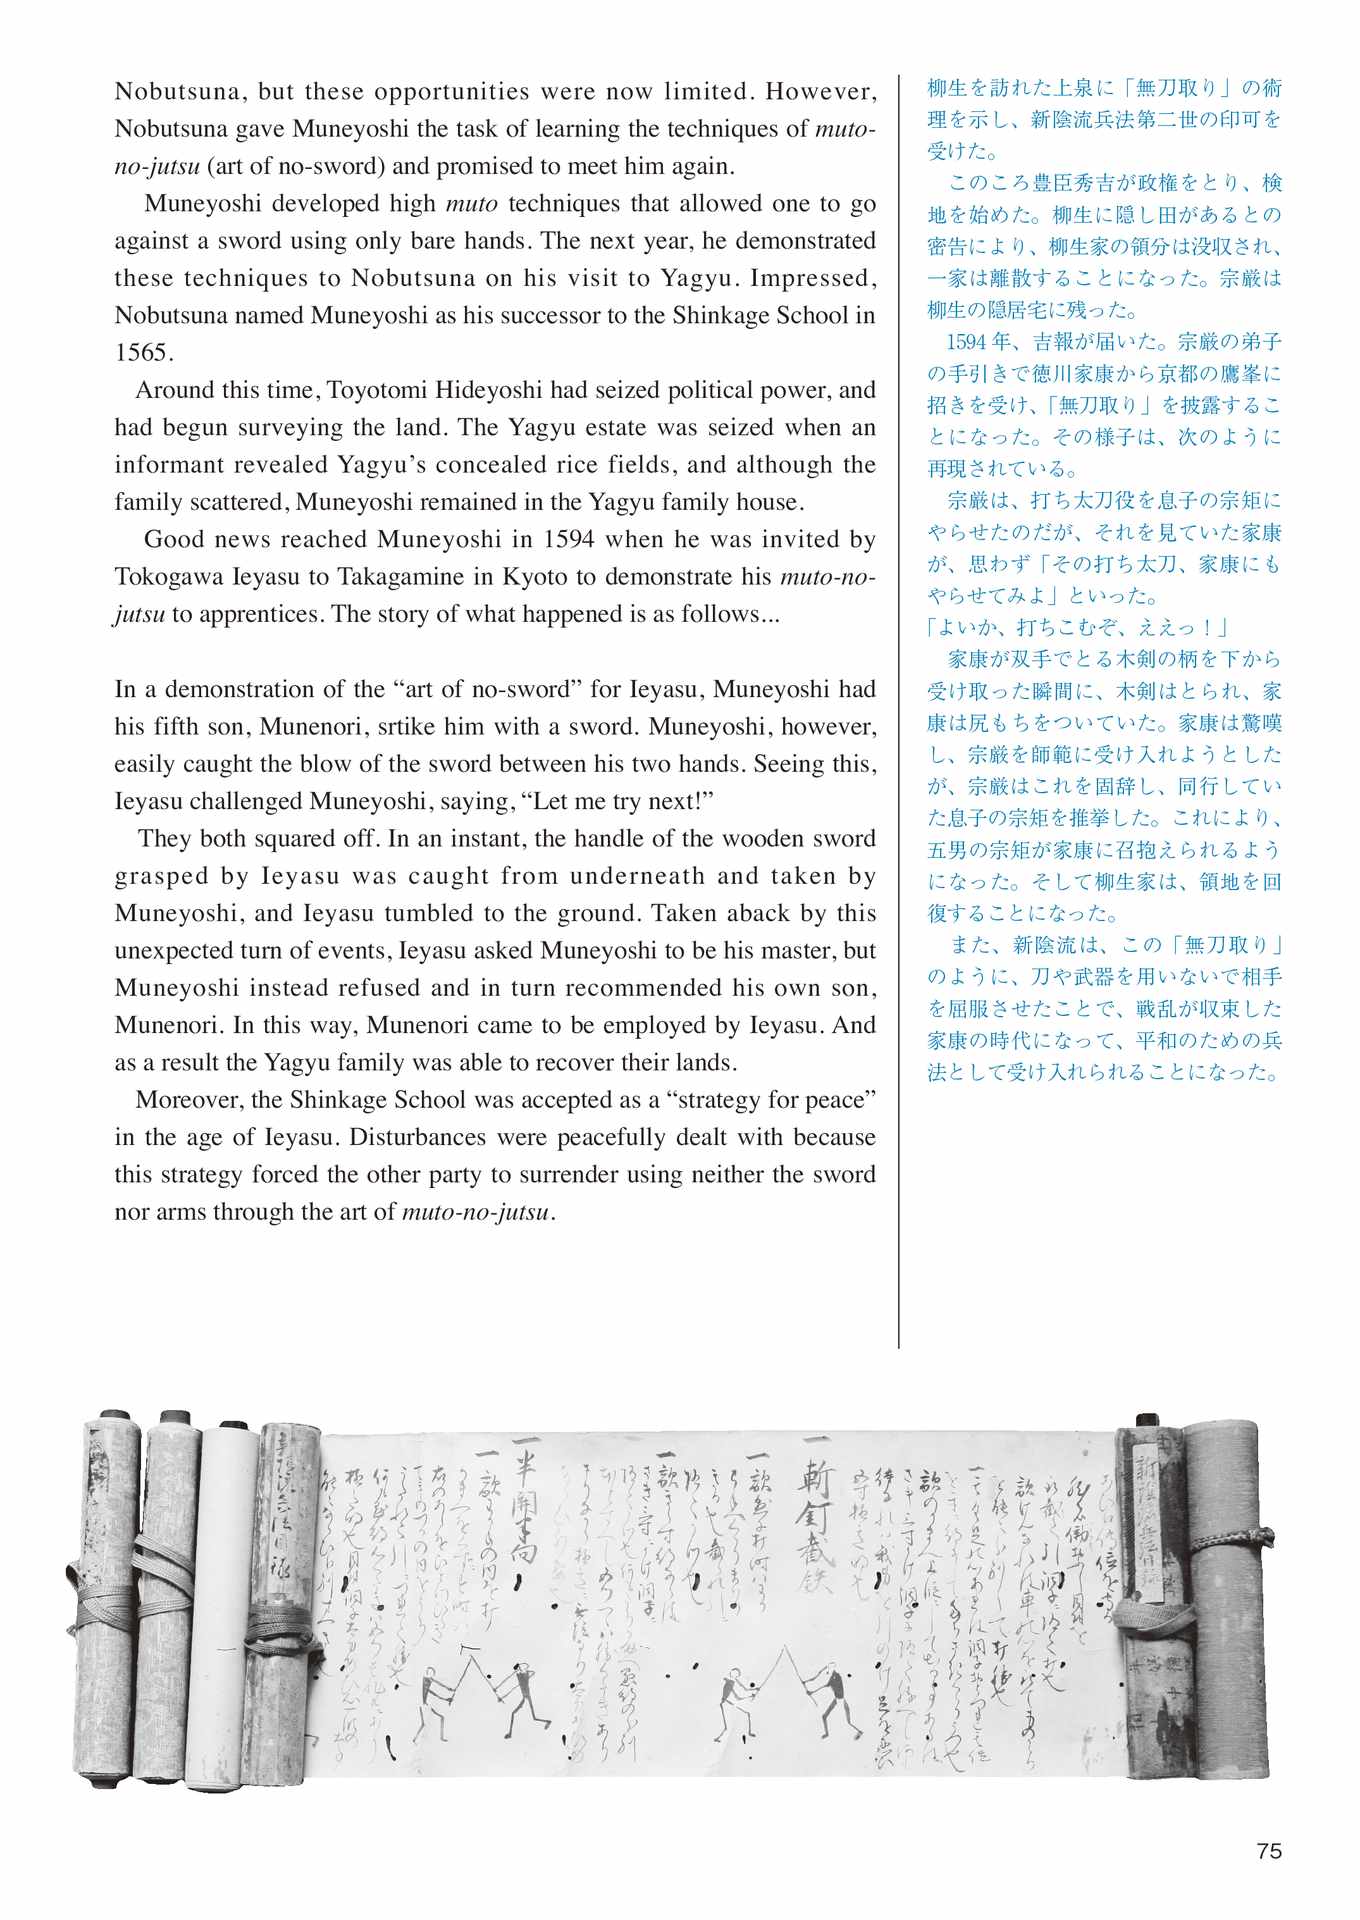 Nobutsuna, but these opportunities were now limited. However,
Nobutsuna gave Muneyoshi the task of learning the techniques of muto-
no-jutsu (art of no-sword) and promised to meet him again.
Muneyoshi developed high muto techniques that allowed one to go
against a sword using only bare hands. The next year, he demonstrated
these techniques to Nobutsuna on his visit to Yagyu. Impressed,
Nobutsuna named Muneyoshi as his successor to the Shinkage School in
1565.
Around this time, Toyotomi Hideyoshi had seized political power, and
had begun surveying the land. The Yagyu estate was seized when an
informant revealed Yagyu’s concealed rice fields, and although the
family scattered, Muneyoshi remained in the Yagyu family house.
Good news reached Muneyoshi in 1594 when he was invited by
Tokogawa Ieyasu to Takagamine in Kyoto to demonstrate his muto-no-
jutsu to apprentices. The story of what happened is as follows...
In a demonstration of the “art of no-sword” for Ieyasu, Muneyoshi had
his fifth son, Munenori, srtike him with a sword. Muneyoshi, however,
easily caught the blow of the sword between his two hands. Seeing this,
Ieyasu challenged Muneyoshi, saying, “Let me try next!”
They both squared off. In an instant, the handle of the wooden sword
grasped by Ieyasu was caught from underneath and taken by
Muneyoshi, and Ieyasu tumbled to the ground. Taken aback by this
unexpected turn of events, Ieyasu asked Muneyoshi to be his master, but
Muneyoshi instead refused and in turn recommended his own son,
Munenori. In this way, Munenori came to be employed by Ieyasu. And
as a result the Yagyu family was able to recover their lands.
Moreover, the Shinkage School was accepted as a “strategy for peace”
in the age of Ieyasu. Disturbances were peacefully dealt with because
this strategy forced the other party to surrender using neither the sword
nor arms through the art of muto-no-jutsu.
柳生を訪れた上泉に「無刀取り」の術
理を示し、新陰流兵法第二世の印可を
受けた。
このころ豊臣秀吉が政権をとり、検
地を始めた。柳生に隠し田があるとの
密告により、柳生家の領分は没収され、
一家は離散することになった。宗厳は
柳生の隠居宅に残った。
1594年、吉報が届いた。宗厳の弟子
の手引きで徳川家康から京都の鷹峯に
招きを受け、「無刀取り」を披露するこ
とになった。その様子は、次のように
再現されている。
宗厳は、打ち太刀役を息子の宗矩に
やらせたのだが、それを見ていた家康
が、思わず「その打ち太刀、家康にも
やらせてみよ」といった。
「よいか、打ちこむぞ、ええっ！」
家康が双手でとる木剣の柄を下から
受け取った瞬間に、木剣はとられ、家
康は尻もちをついていた。家康は驚嘆
し、宗厳を師範に受け入れようとした
が、宗厳はこれを固辞し、同行してい
た息子の宗矩を推挙した。これにより、
五男の宗矩が家康に召抱えられるよう
になった。そして柳生家は、領地を回
復することになった。
また、新陰流は、この「無刀取り」
のように、刀や武器を用いないで相手
を屈服させたことで、戦乱が収束した
家康の時代になって、平和のための兵
法として受け入れられることになった。
一斬釘截鉄
一半開半向
75